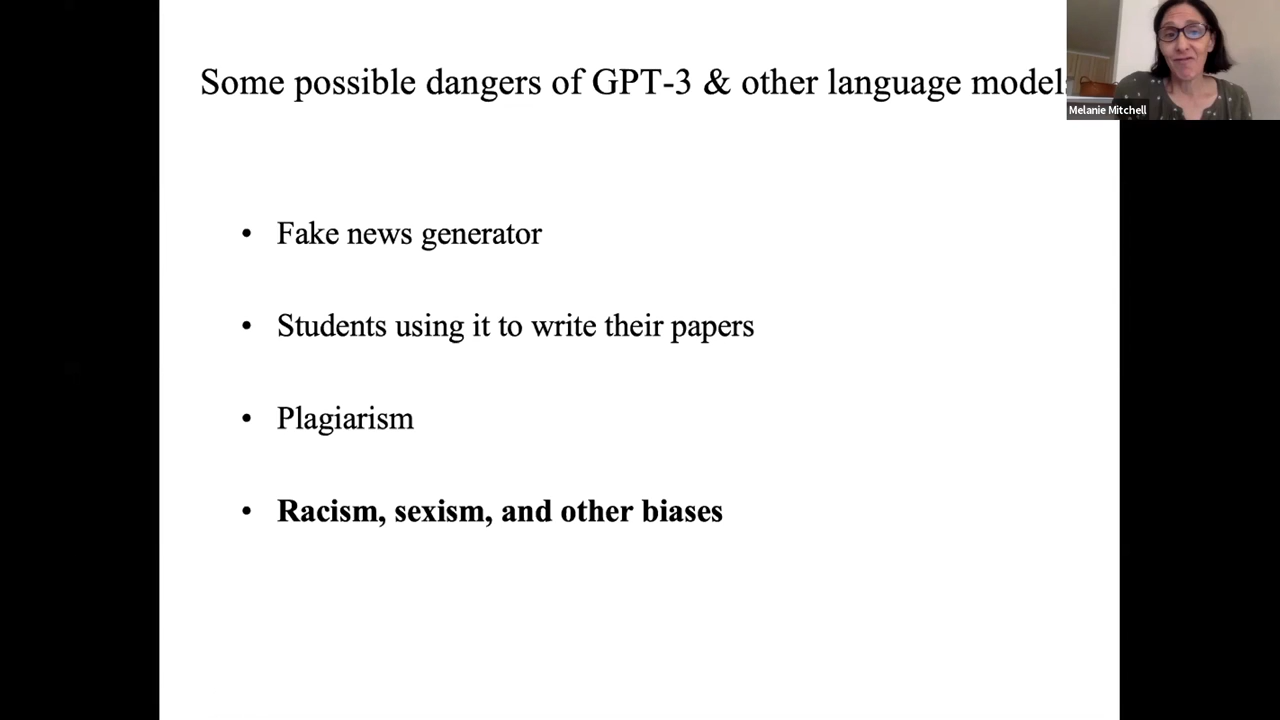 Some possible dangers of GPT-3 & other language models
Melanie Mitchell
• Fake news generator
• Students using it to write their papers
• Plagiarism
• Racism, sexism, and other biases